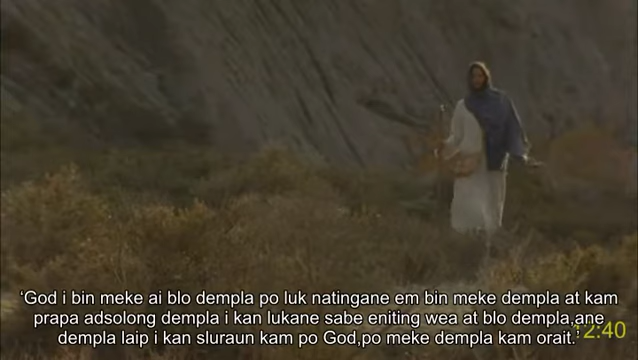 ‘God i bin meke ai blo dempla po luk natingane em bin meke dempla at kam
prapa adsolong dempla i kan lukane sabe eniting wea at blo dempla,ane
dempla laip i kan sluraun kam po God,po meke dempla kam orait.’
12:40